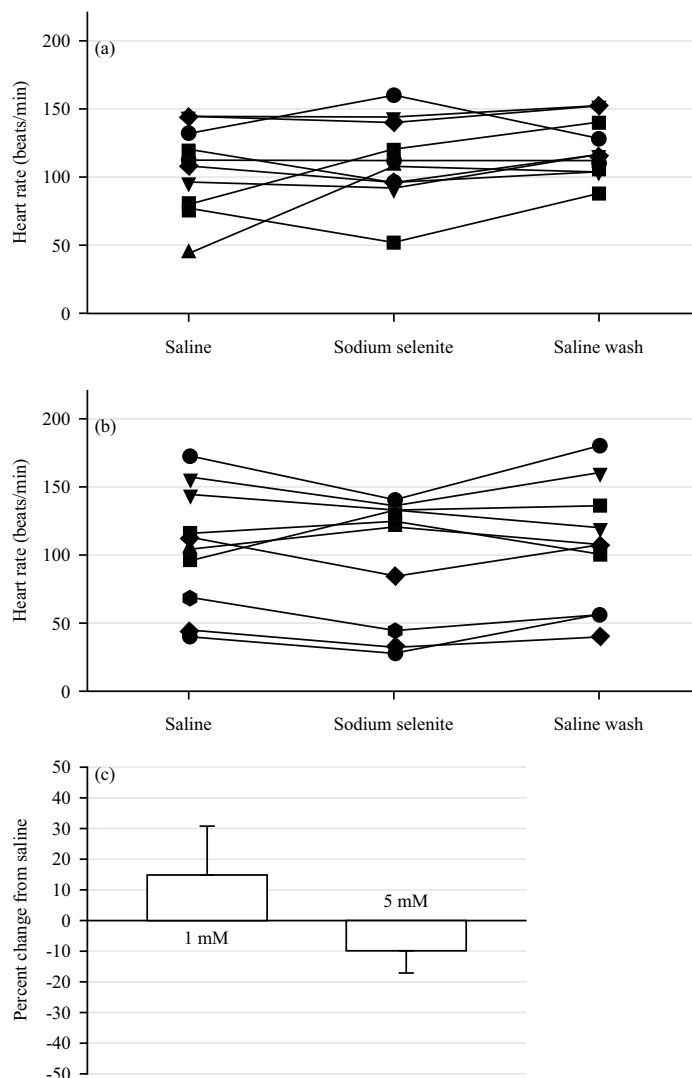 (a)
Heart rate (beats/min)
200
150
100
50
0
Saline Sodium selenite Saline wash
(b)
Heart rate (beats/min)
200
150
100
50
0
Saline Sodium selenite Saline wash
(c)
Percent change from saline
50
40
30
20
10
0
-10
-20
-30
-40
-50
5 mM
1 mM